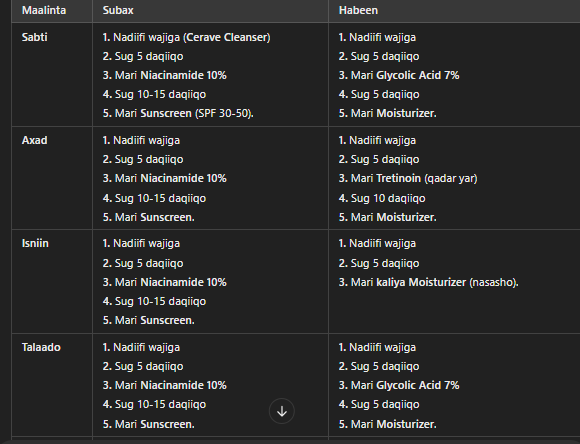 Maalinta Subax Habeen
Sabti
1. Nadiifi wajiga (Cerave Cleanser)
2. Sug 5 daqiiqo
3. Mari Niacinamide 10%
4. Sug 10-15 daqiiqo
5. Mari Sunscreen (SPF 30-50).
1. Nadiifi wajiga
2. Sug 5 daqiiqo
3. Mari Glycolic Acid 7%
4. Sug 5 daqiiqo
5. Mari Moisturizer.
Axad
1. Nadiifi wajiga
2. Sug 5 daqiiqo
3. Mari Niacinamide 10%
4. Sug 10-15 daqiiqo
5. Mari Sunscreen.
1. Nadiifi wajiga
2. Sug 5 daqiiqo
3. Mari Tretinoin (qadar yar)
4. Sug 10 daqiiqo
5. Mari Moisturizer.
Isniin
1. Nadiifi wajiga
2. Sug 5 daqiiqo
3. Mari Niacinamide 10%
4. Sug 10-15 daqiiqo
5. Mari Sunscreen.
1. Nadiifi wajiga
2. Sug 5 daqiiqo
3. Mari kaliya Moisturizer (nasasho).
Talaado
1. Nadiifi wajiga
2. Sug 5 daqiiqo
3. Mari Niacinamide 10%
4. Sug 10-15 daqiiqo
5. Mari Sunscreen.
1. Nadiifi wajiga
2. Sug 5 daqiiqo
3. Mari Glycolic Acid 7%
4. Sug 5 daqiiqo
5. Mari Moisturizer.